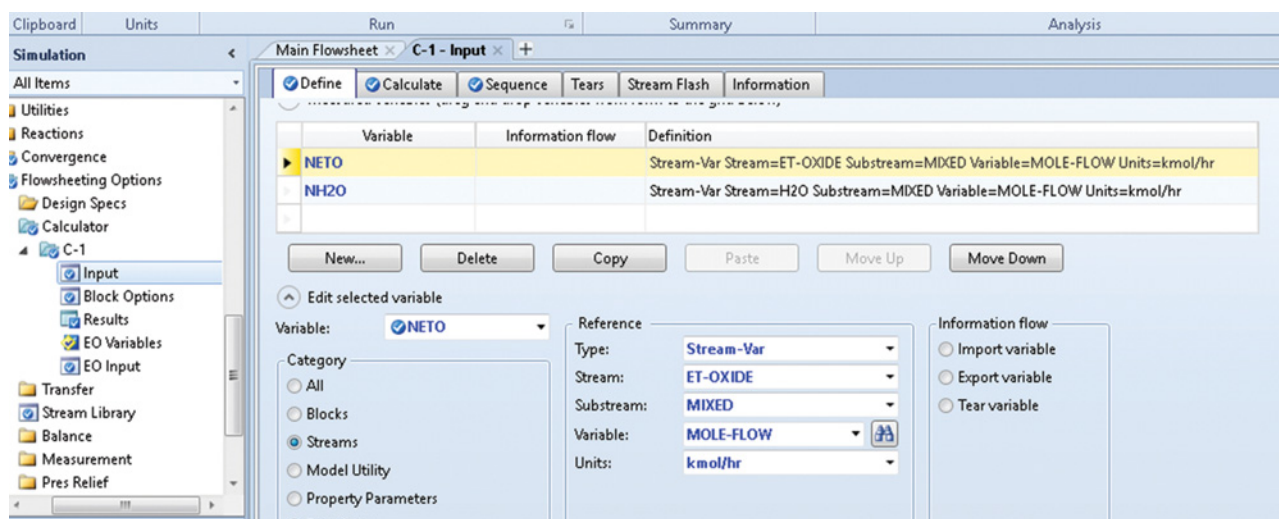 Clipboard Units Run Summary Analysis
Simulation <
Main Flowsheet × C-1 - Input × +
All Items
Define Calculate Sequence Tears Stream Flash Information
Utilities
Reactions
Convergence
Flowsheeting Options
Design Specs
Calculator
C-1
Input
Block Options
Results
EO Variables
EO Input
Transfer
Stream Library
Balance
Measurement
Pres Relief
Variable Information flow Definition
NETO Stream-Var Stream=ET-OXIDE Substream=MIXED Variable=MOLE-FLOW Units=kmol/hr
NH2O Stream-Var Stream=H2O Substream=MIXED Variable=MOLE-FLOW Units=kmol/hr
New... Delete Copy Paste Move Up Move Down
Edit selected variable
Variable: NETO
Category
All
Blocks
Streams
Model Utility
Property Parameters
Reference
Type: Stream-Var
Stream: ET-OXIDE
Substream: MIXED
Variable: MOLE-FLOW
Units: kmol/hr
Information flow
Import variable
Export variable
Tear variable